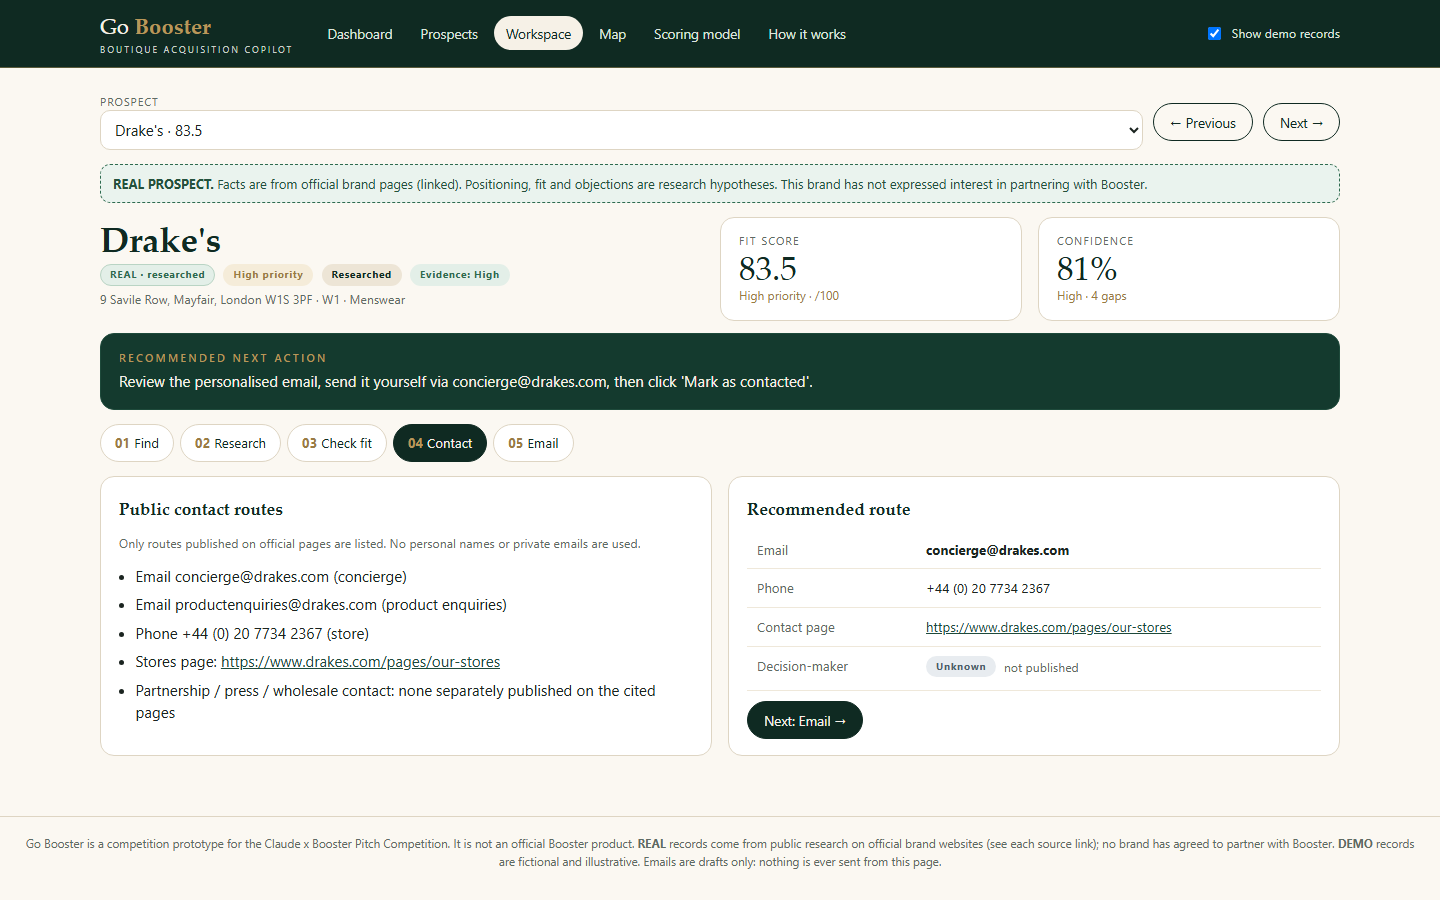 Go Booster
BOUTIQUE ACQUISITION COPILOT
Dashboard
Prospects
Workspace
Map
Scoring model
How it works
Show demo records
PROSPECT
Drake's · 83.5
← Previous
Next →
REAL PROSPECT. Facts are from official brand pages (linked). Positioning, fit and objections are research hypotheses. This brand has not expressed interest in partnering with Booster.
Drake's
REAL · researched
High priority
Researched
Evidence: High
9 Savile Row, Mayfair, London W1S 3PF · W1 · Menswear
FIT SCORE
83.5
High priority · /100
CONFIDENCE
81%
High · 4 gaps
RECOMMENDED NEXT ACTION
Review the personalised email, send it yourself via concierge@drakes.com, then click 'Mark as contacted'.
01 Find
02 Research
03 Check fit
04 Contact
05 Email
Public contact routes
Only routes published on official pages are listed. No personal names or private emails are used.
• Email concierge@drakes.com (concierge)
• Email productenquiries@drakes.com (product enquiries)
• Phone +44 (0) 20 7734 2367 (store)
• Stores page: https://www.drakes.com/pages/our-stores
• Partnership / press / wholesale contact: none separately published on the cited
pages
Recommended route
Email concierge@drakes.com
Phone +44 (0) 20 7734 2367
Contact page https://www.drakes.com/pages/our-stores
Decision-maker Unknown not published
Next: Email →
Go Booster is a competition prototype for the Claude x Booster Pitch Competition. It is not an official Booster product. REAL records come from public research on official brand websites (see each source link); no brand has agreed to partner with Booster. DEMO records
are fictional and illustrative. Emails are drafts only: nothing is ever sent from this page.